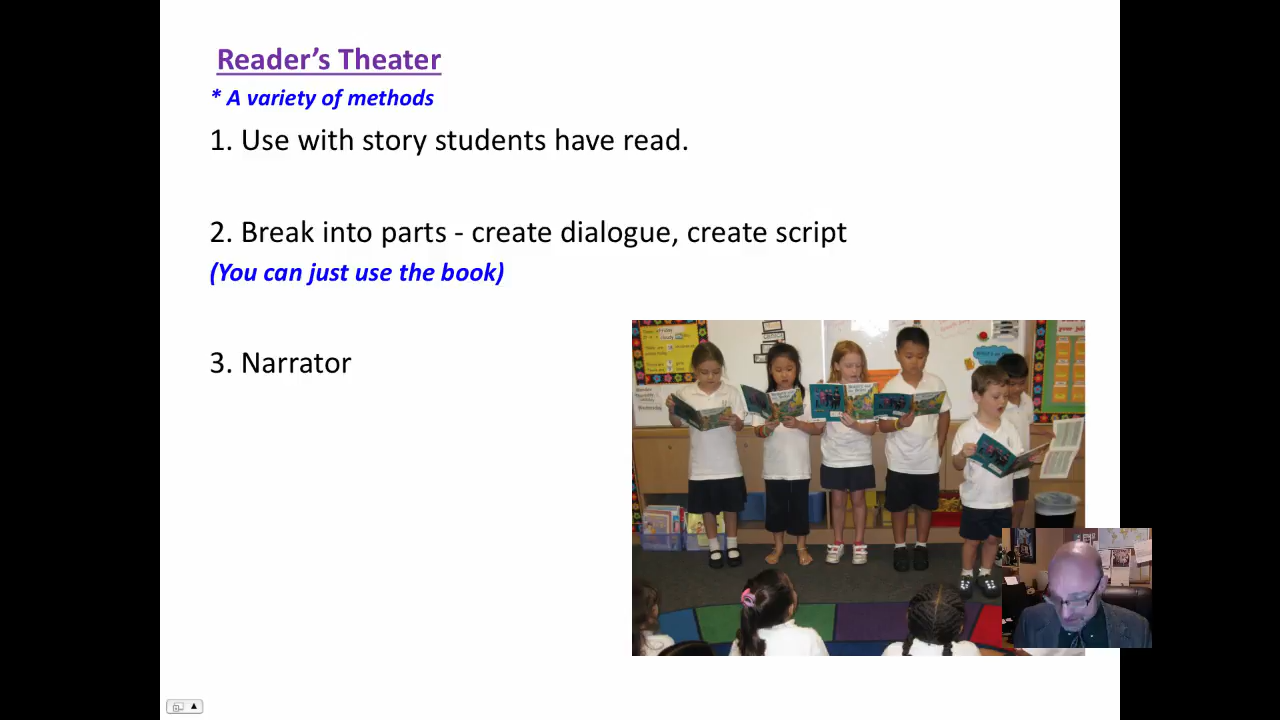 Reader's Theater
* A variety of methods
1. Use with story students have read.
2. Break into parts - create dialogue, create script
(You can just use the book)
3. Narrator